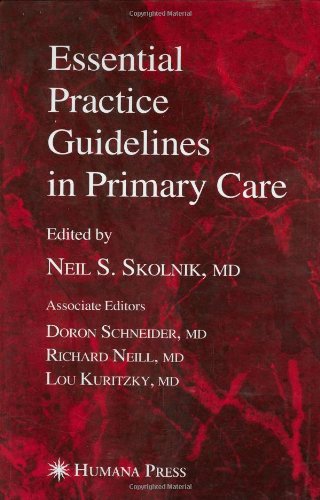 Essential
Practice
Guidelines
in Primary Care
Edited by
NEIL S. SKOLNIK, MD
Associate Editors
DORON SCHNEIDER, MD
RICHARD NEILL, MD
LOU KURITZKY, MD
HUMANA PRESS